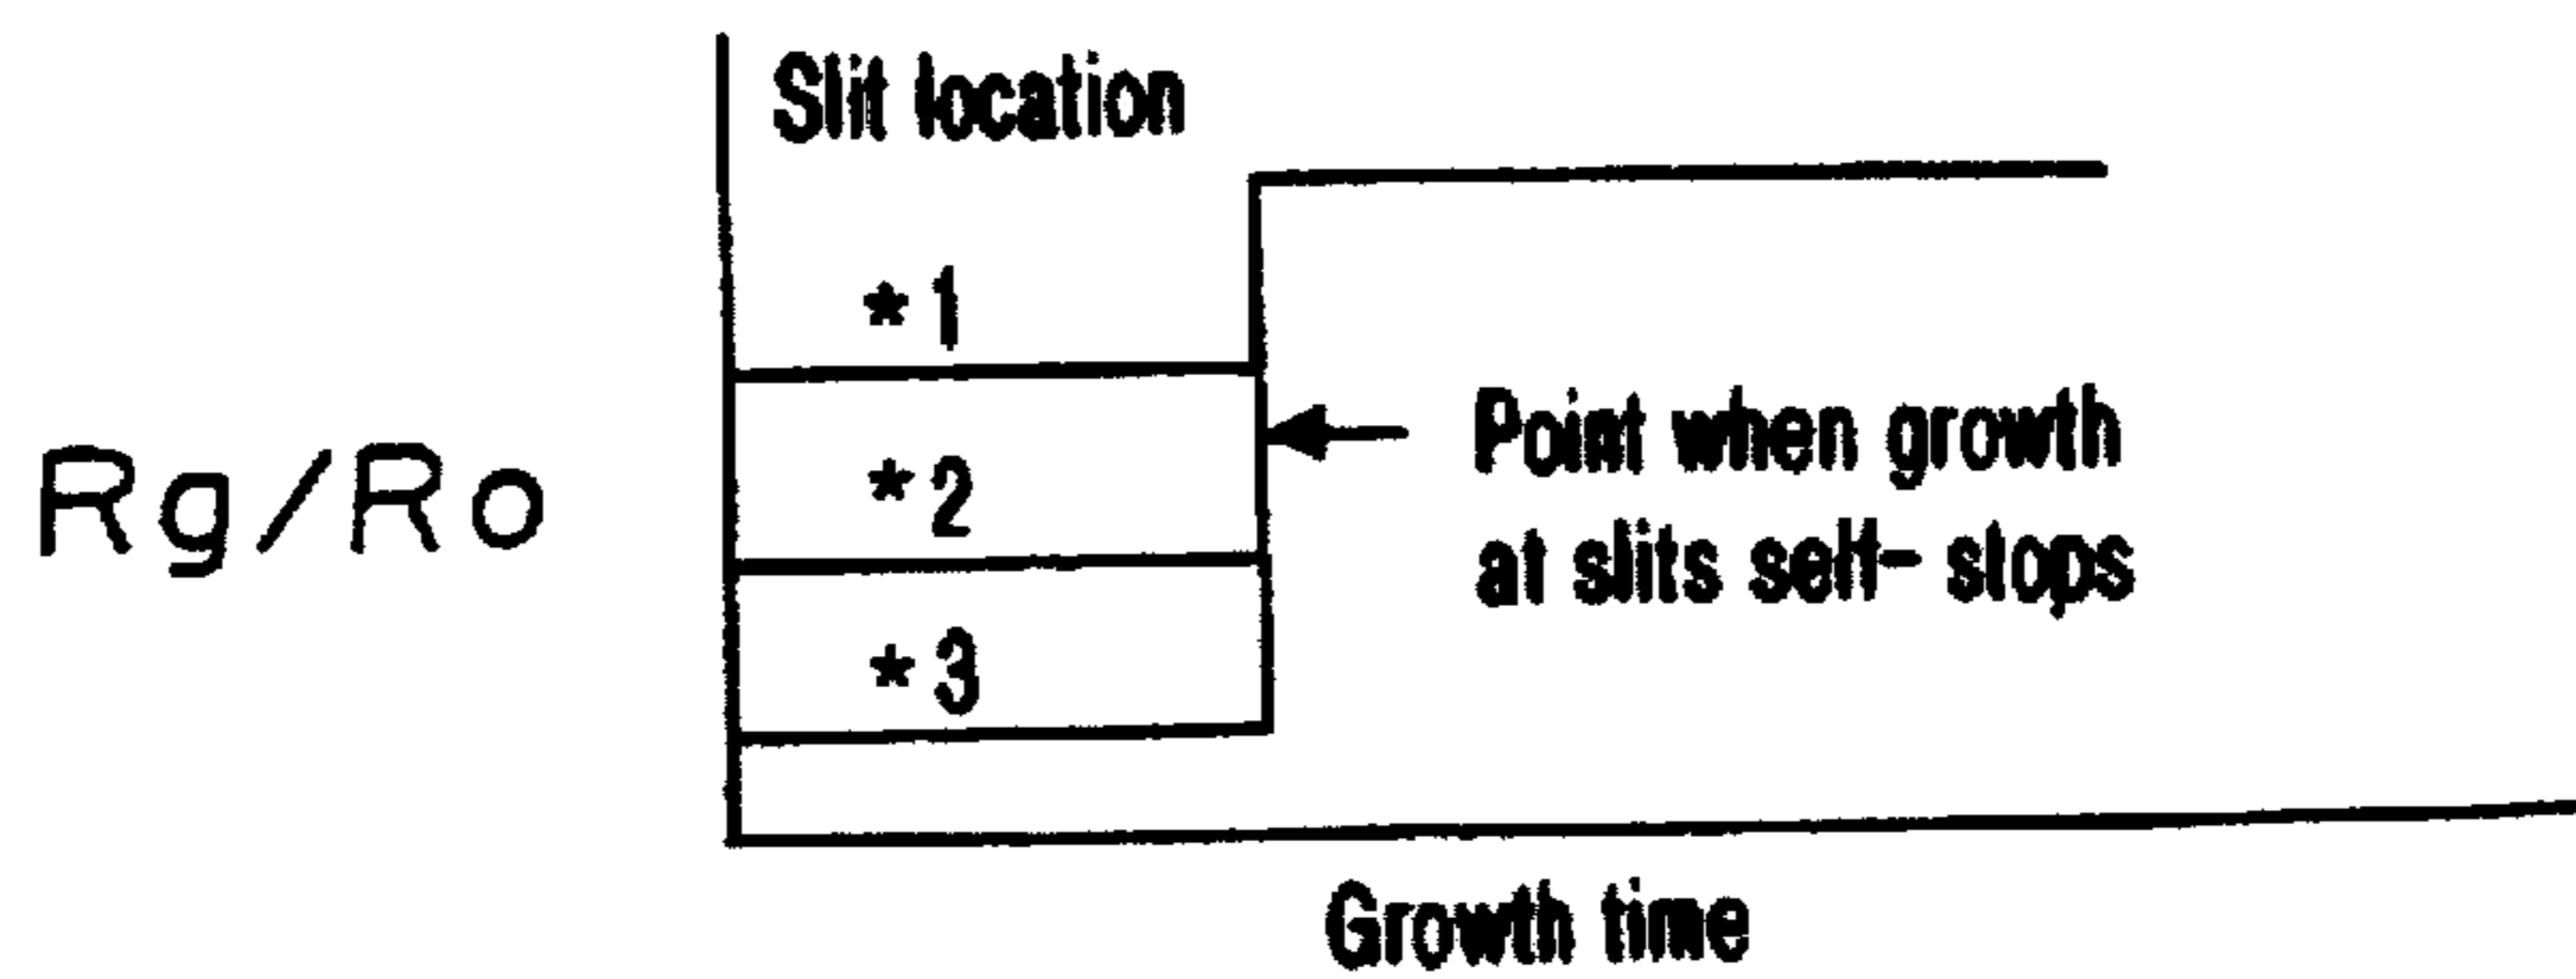 Slit location
*1
*2
*3
Rg/Ro
Point when growth
at slits self- stops
Growth time